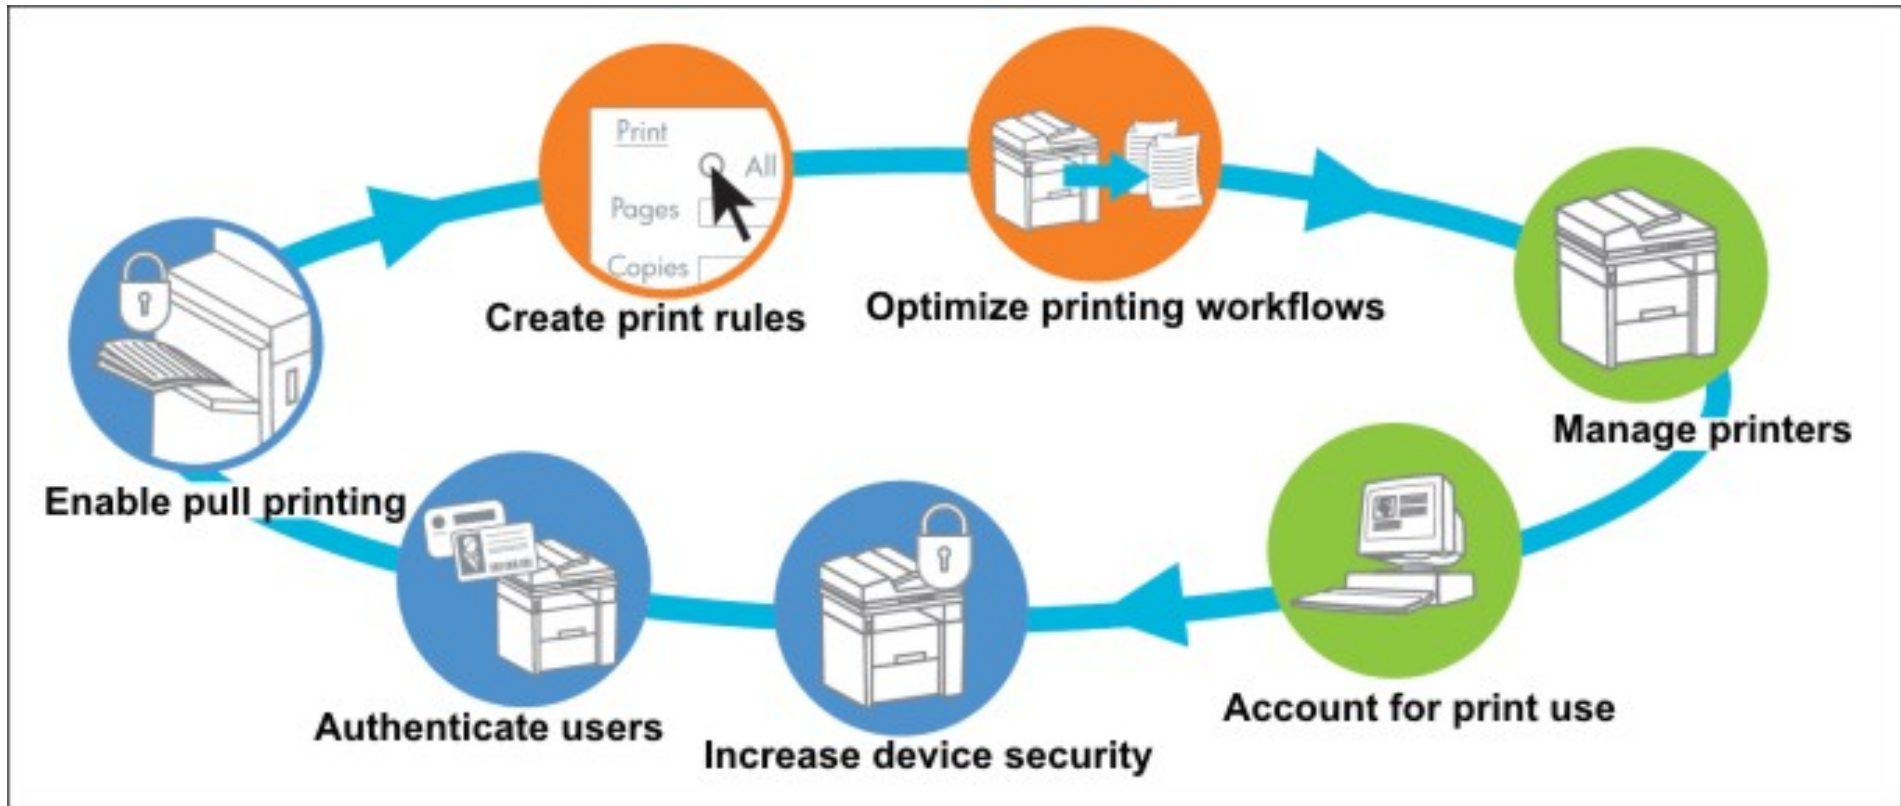 Print
All
Pages
Copies
Create print rules
Optimize printing workflows
Manage printers
Enable pull printing
Authenticate users
Increase device security
Account for print use